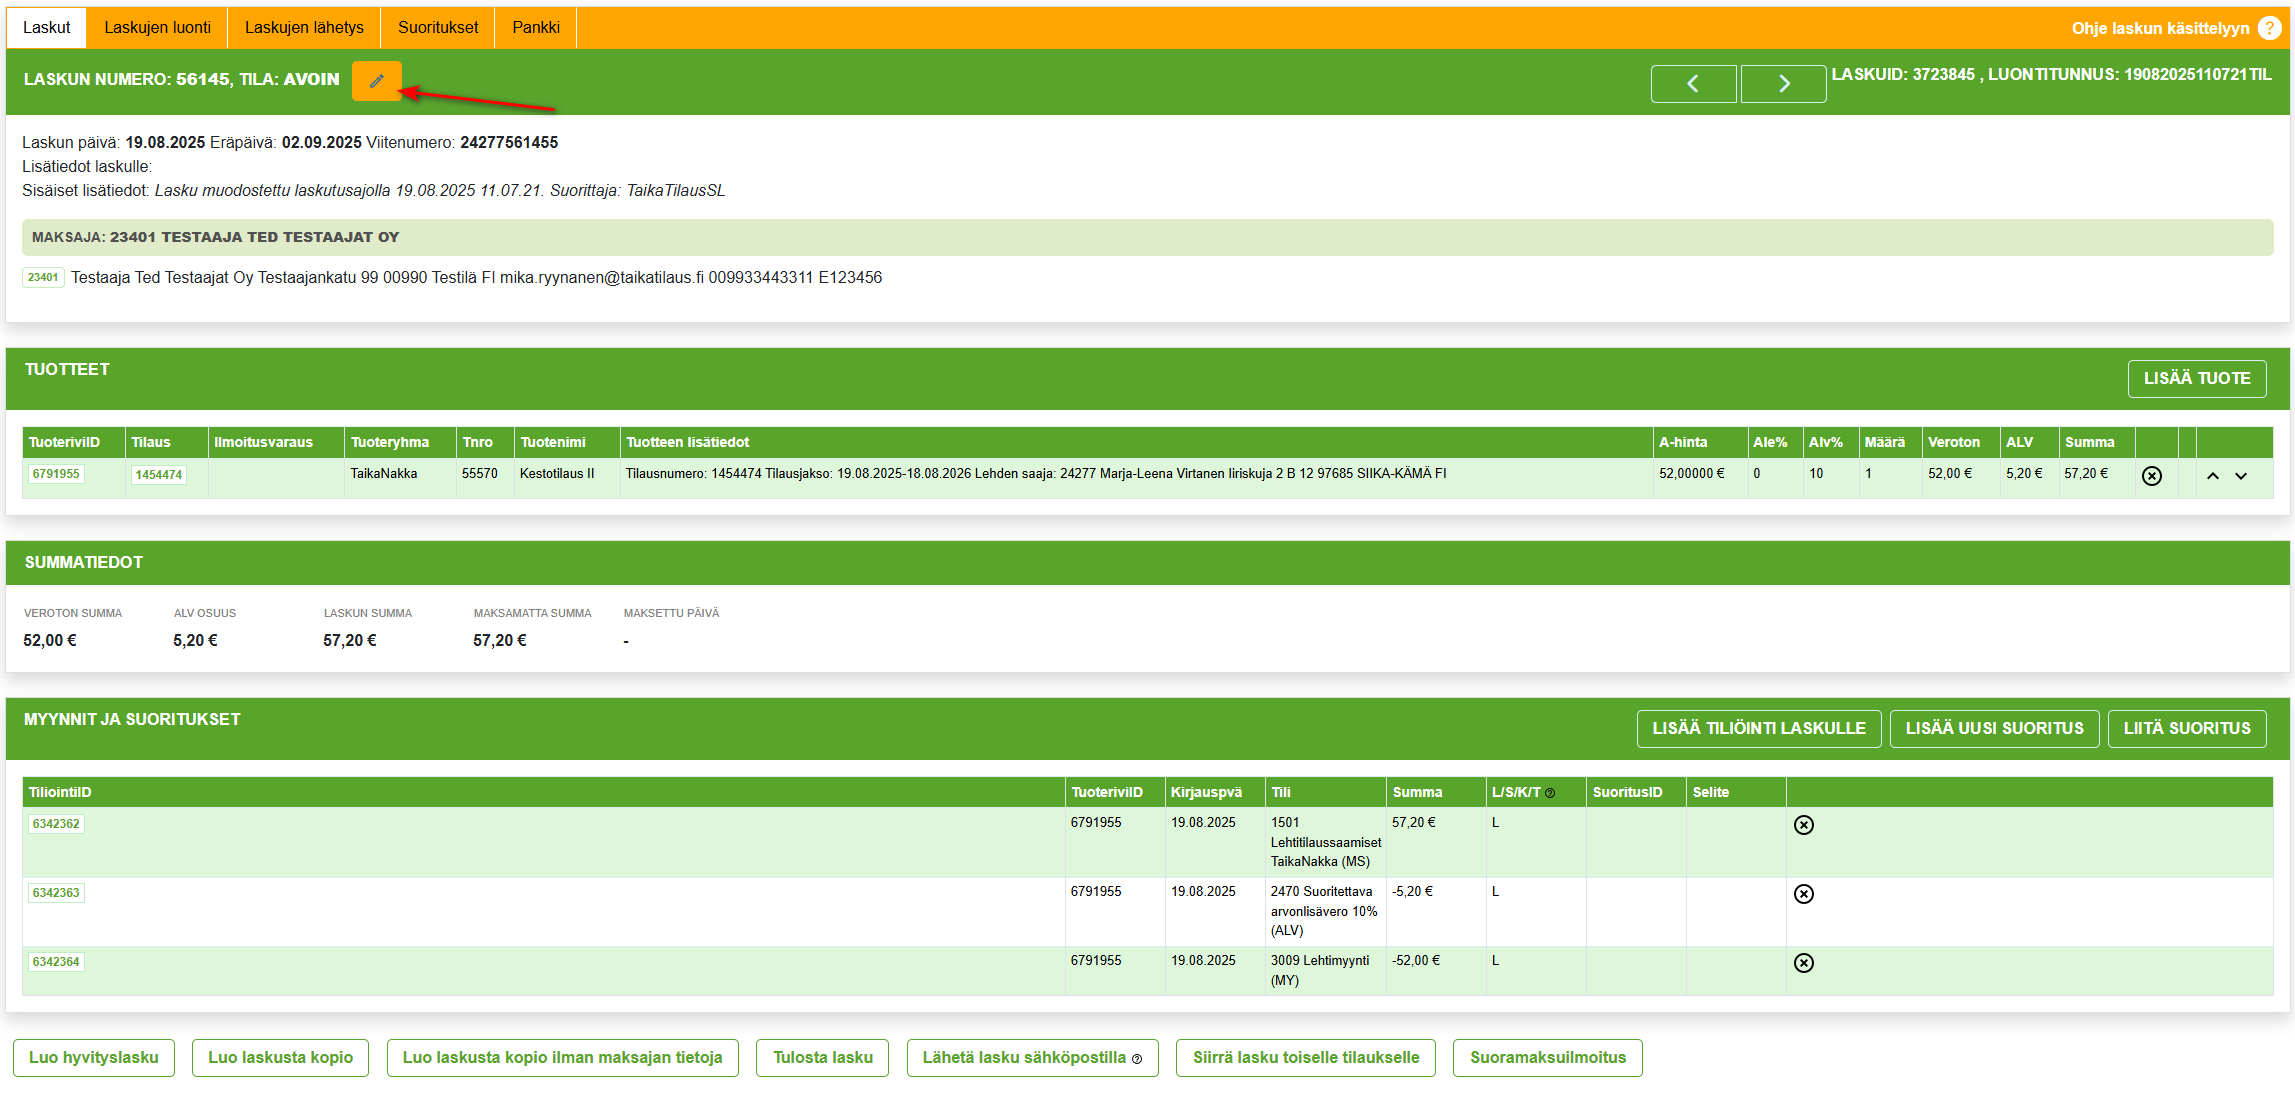 Laskut Laskujen luonti Laskujen lähetys Suoritukset Pankki Ohje laskun käsittelyyn ?
LASKUN NUMERO: 56145, TILA: AVOIN LASKUID: 3723845 , LUONTITUNNUS: 19082025110721TIL
Laskun päivä: 19.08.2025 Eräpäivä: 02.09.2025 Viitenumero: 24277561455
Lisätiedot laskulle:
Sisäiset lisätiedot: Lasku muodostettu laskutusajolla 19.08.2025 11.07.21. Suorittaja: TaikaTilausSL
MAKSAJA: 23401 TESTAAJA TED TESTAAJAT OY
23401 Testaaja Ted Testaajat Oy Testaajankatu 99 00990 Testilä FI mika.ryynanen@taikatilaus.fi 009933443311 E123456
TUOTTEET LISÄÄ TUOTE
TuoteriviID Tilaus Ilmoitusvaraus Tuoteryhma Tnro Tuotenimi Tuotteen lisätiedot A-hinta Ale% Alv% Määrä Veroton ALV Summa
6791955 1454474 TaikaNakka 55570 Kestotilaus II Tilausnumero: 1454474 Tilausjakso: 19.08.2025-18.08.2026 Lehden saaja: 24277 Marja-Leena Virtanen Iiriskuja 2 B 12 97685 SIIKA-KÄMÄ FI 52,00000 € 0 10 1 52,00 € 5,20 € 57,20 €
SUMMATIEDOT
VEROTON SUMMA ALV OSUUS LASKUN SUMMA MAKSAMATTA SUMMA MAKSETTU PÄIVÄ
52,00 € 5,20 € 57,20 € 57,20 € -
MYYNNIT JA SUORITUKSET LISÄÄ TILIÖINTI LASKULLE LISÄÄ UUSI SUORITUS LIITÄ SUORITUS
TiliointiID TuoteriviID Kirjauspvä Tili Summa L/S/K/T ? SuoritusID Selite
6342362 6791955 19.08.2025 1501 57,20 € L
Lehtitilaussaamiset
TaikaNakka (MS)
6342363 6791955 19.08.2025 2470 Suoritettava -5,20 € L
arvonlisävero 10%
(ALV)
6342364 6791955 19.08.2025 3009 Lehtimyynti -52,00 € L
(MY)
Luo hyvityslasku Luo laskusta kopio Luo laskusta kopio ilman maksajan tietoja Tulosta lasku Lähetä lasku sähköpostilla ? Siirrä lasku toiselle tilaukselle Suoramaksuilmoitus